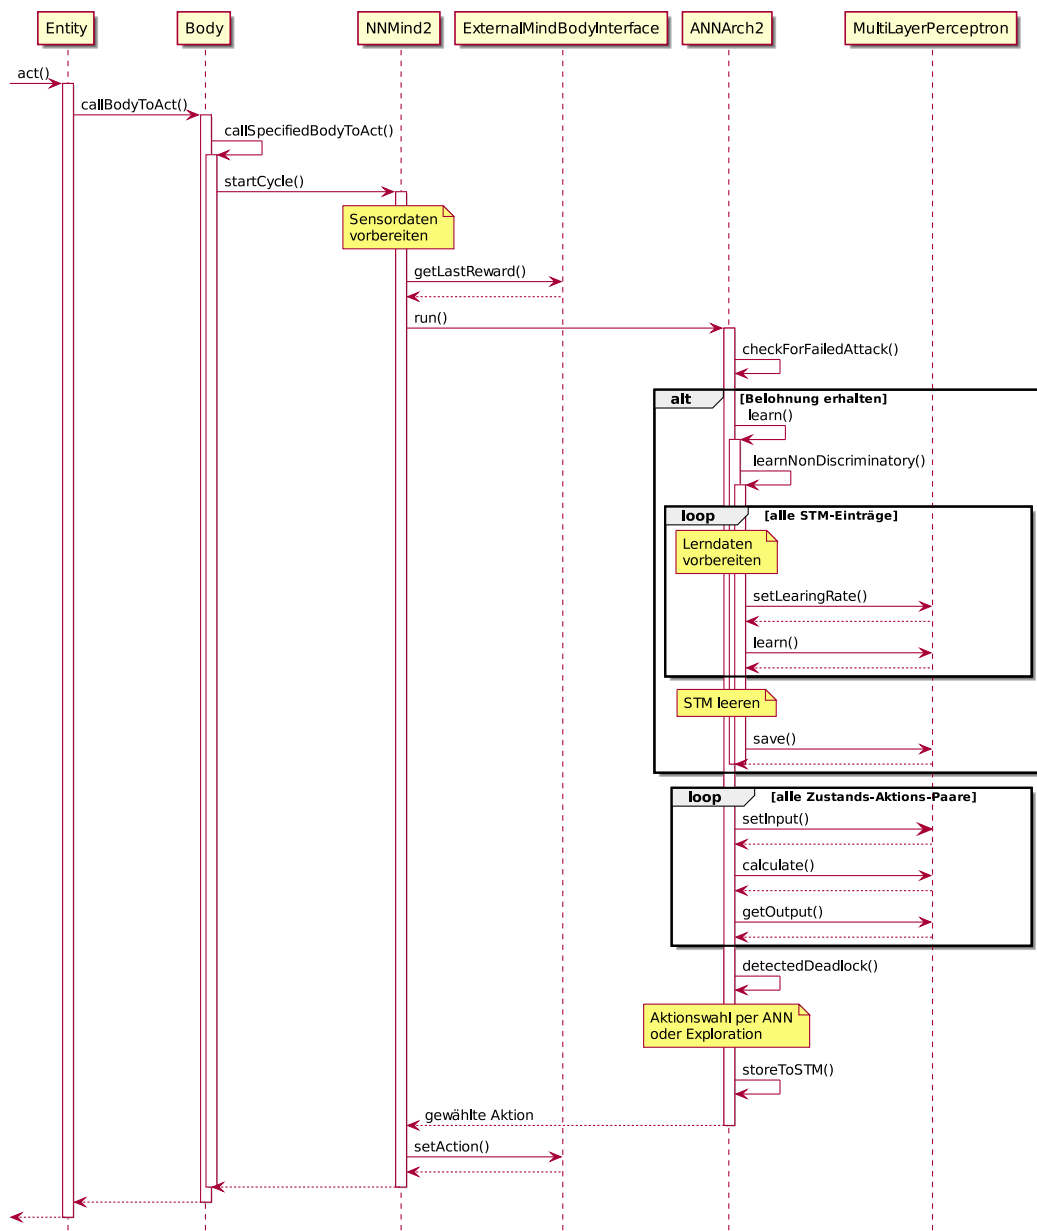 Entity
Body
NNMind2
ExternalMindBodyInterface
ANNArch2
MultiLayerPerceptron
act()
callBodyToAct()
callSpecifiedBodyToAct()
startCycle()
Sensordaten
vorbereiten
getLastReward()
run()
checkForFailedAttack()
alt [Belohnung erhalten]
learn()
learnNonDiscriminatory()
loop [alle STM-Einträge]
Lerndaten
vorbereiten
setLearingRate()
learn()
STM leeren
save()
loop [alle Zustands-Aktions-Paare]
setInput()
calculate()
getOutput()
detectedDeadlock()
Aktionswahl per ANN
oder Exploration
storeToSTM()
gewählte Aktion
setAction()